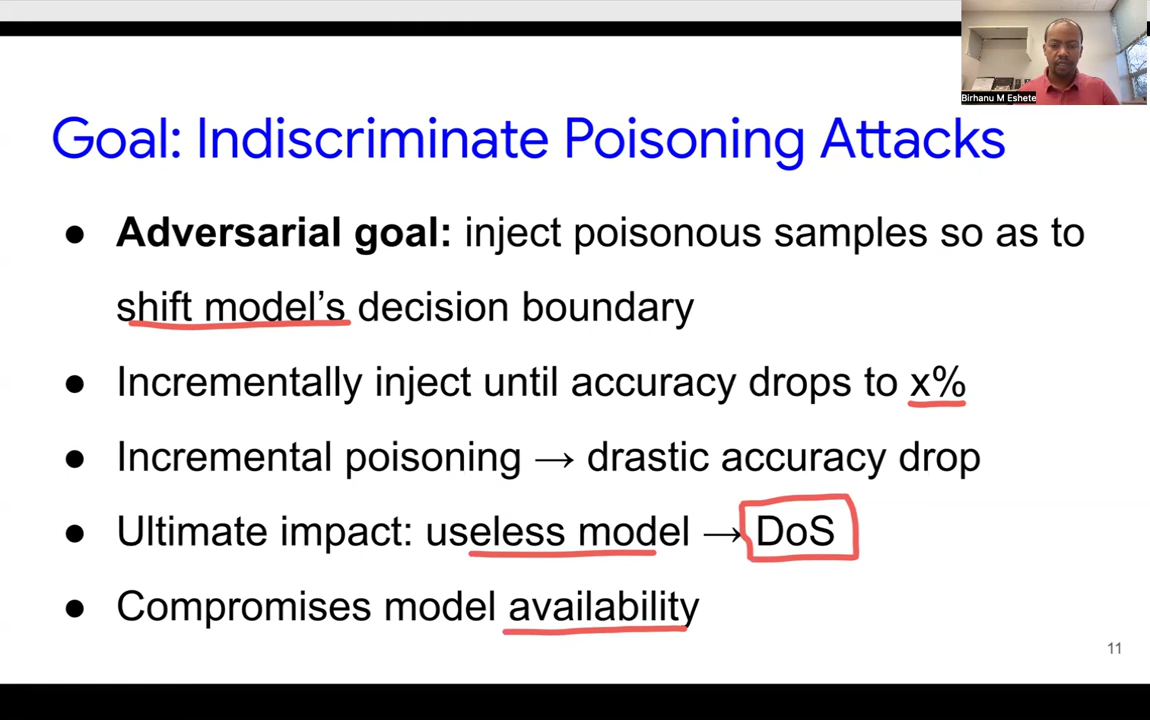 Birhanu M Eshete
Goal: Indiscriminate Poisoning Attacks
● Adversarial goal: inject poisonous samples so as to
shift model's decision boundary
● Incrementally inject until accuracy drops to x%
● Incremental poisoning → drastic accuracy drop
● Ultimate impact: useless model → DoS
● Compromises model availability
11